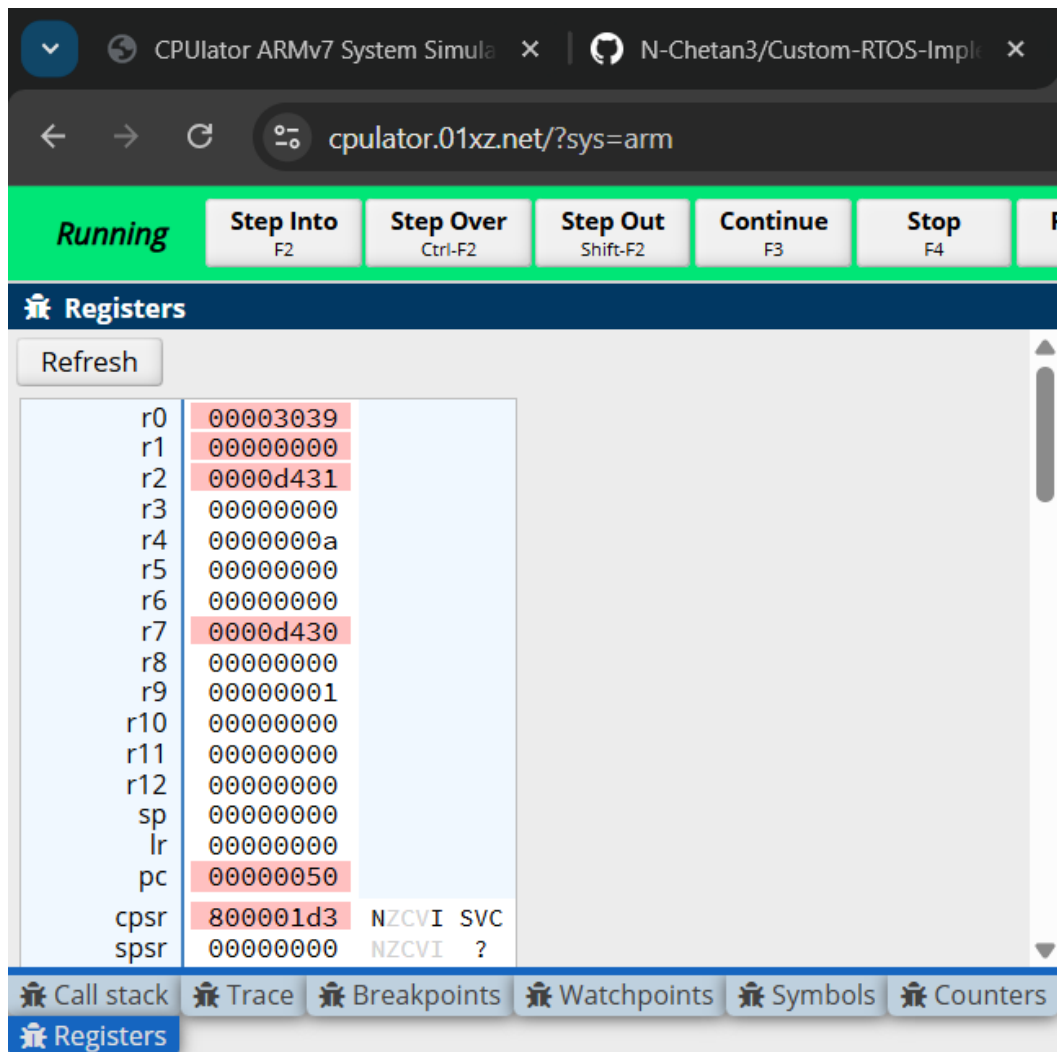 CPUlator ARMv7 System Simula
N-Chetan3/Custom-RTOS-Imple
cpulator.01xz.net/?sys=arm
Running
Step Into
F2
Step Over
Ctrl-F2
Step Out
Shift-F2
Continue
F3
Stop
F4
Registers
Refresh
r0 00003039
r1 00000000
r2 0000d431
r3 00000000
r4 0000000a
r5 00000000
r6 00000000
r7 0000d430
r8 00000000
r9 00000001
r10 00000000
r11 00000000
r12 00000000
sp 00000000
lr 00000000
pc 00000050
cpsr 800001d3 NZCVI SVC
spsr 00000000 NZCVI ?
Call stack Trace Breakpoints Watchpoints Symbols Counters
Registers